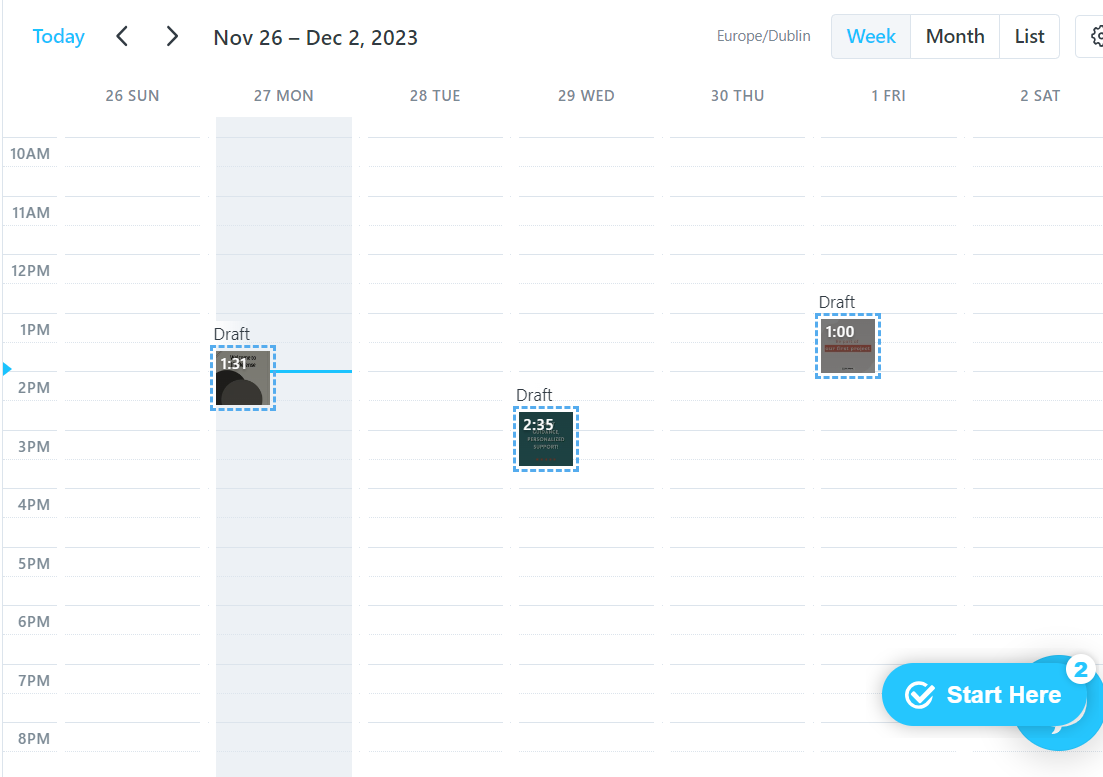 Today Nov 26 – Dec 2, 2023 Europe/Dublin Week Month List
26 SUN 27 MON 28 TUE 29 WED 30 THU 1 FRI 2 SAT
10AM
11AM
12PM
Draft
1PM
1:00
Draft
1:31
2PM
Draft
2:35
PERSONALIZED
SUPPORT!
3PM
4PM
5PM
6PM
7PM
2
Start Here
8PM